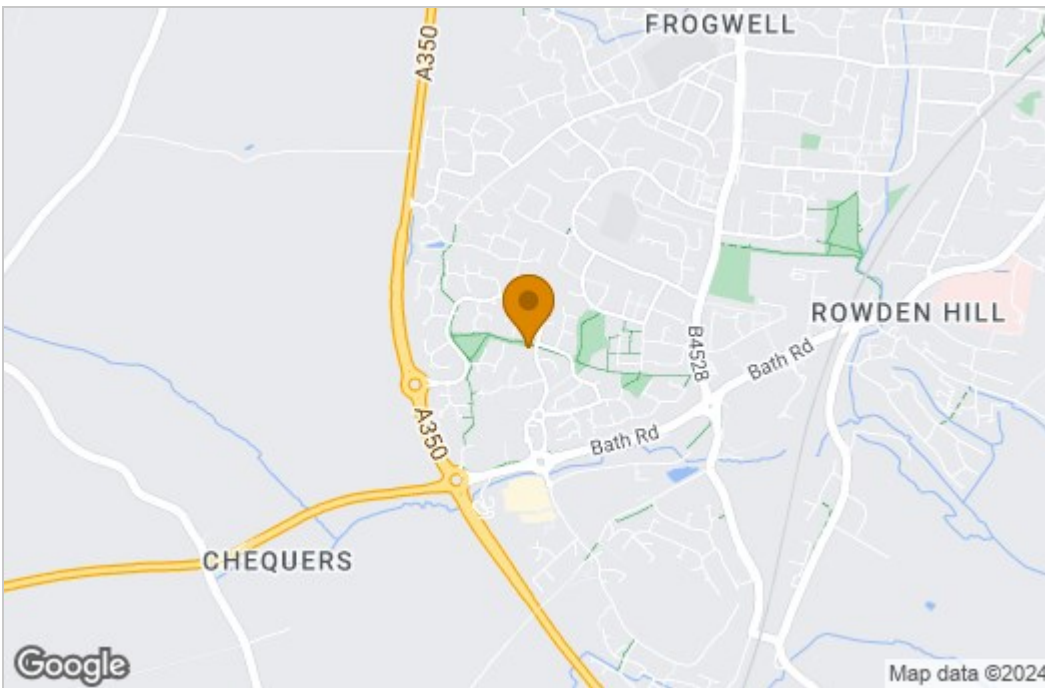 FROGWELL
A350
ROWDEN HILL
B4528
Bath Rd
A350
Bath Rd
CHEQUERS
Google
Map data ©2024